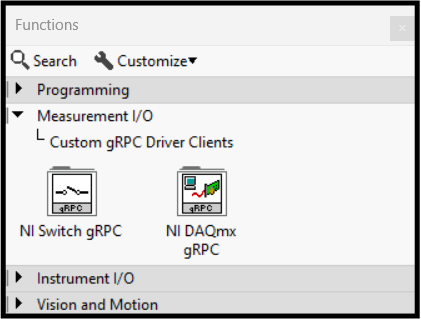 Functions
Search Customize
Programming
Measurement I/O
Custom gRPC Driver Clients
gRPC gRPC
NI Switch gRPC NI DAQmx
gRPC
Instrument I/O
Vision and Motion